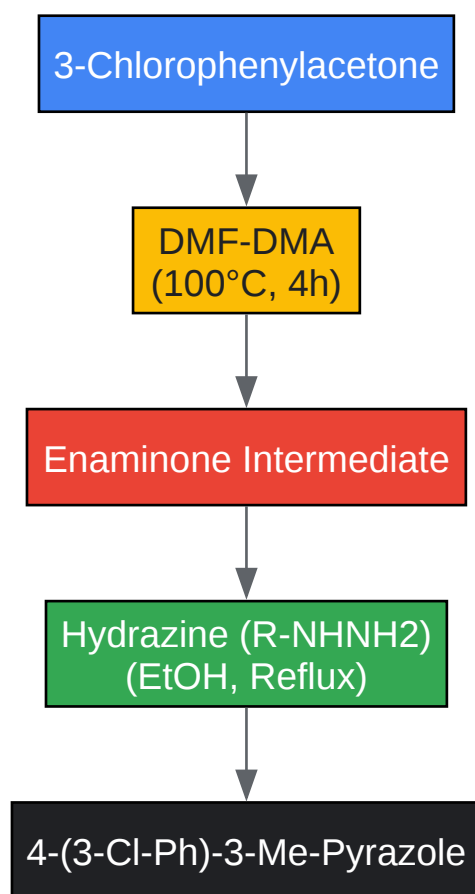 3-Chlorophenylacetone
DMF-DMA
(100°C, 4h)
Enaminone Intermediate
Hydrazine (R-NHNH2)
(EtOH, Reflux)
4-(3-Cl-Ph)-3-Me-Pyrazole